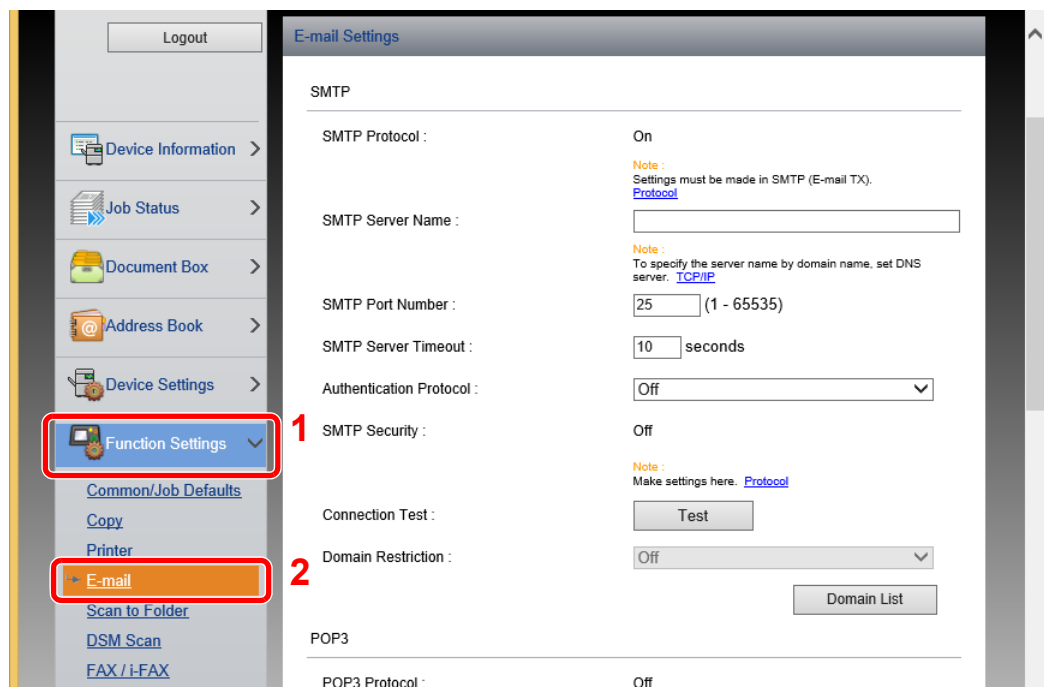 Logout
Device Information
Job Status
Document Box
Address Book
Device Settings
Function Settings
1
Common/Job Defaults
Copy
Printer
E-mail
2
Scan to Folder
DSM Scan
FAX / i-FAX
E-mail Settings
SMTP
SMTP Protocol : On
Note :
Settings must be made in SMTP (E-mail TX).
Protocol
SMTP Server Name :
Note :
To specify the server name by domain name, set DNS
server. TCP/IP
SMTP Port Number : 25 (1 - 65535)
SMTP Server Timeout : 10 seconds
Authentication Protocol : Off
SMTP Security : Off
Note :
Make settings here. Protocol
Connection Test : Test
Domain Restriction : Off
Domain List
POP3
POP3 Protocol : Off